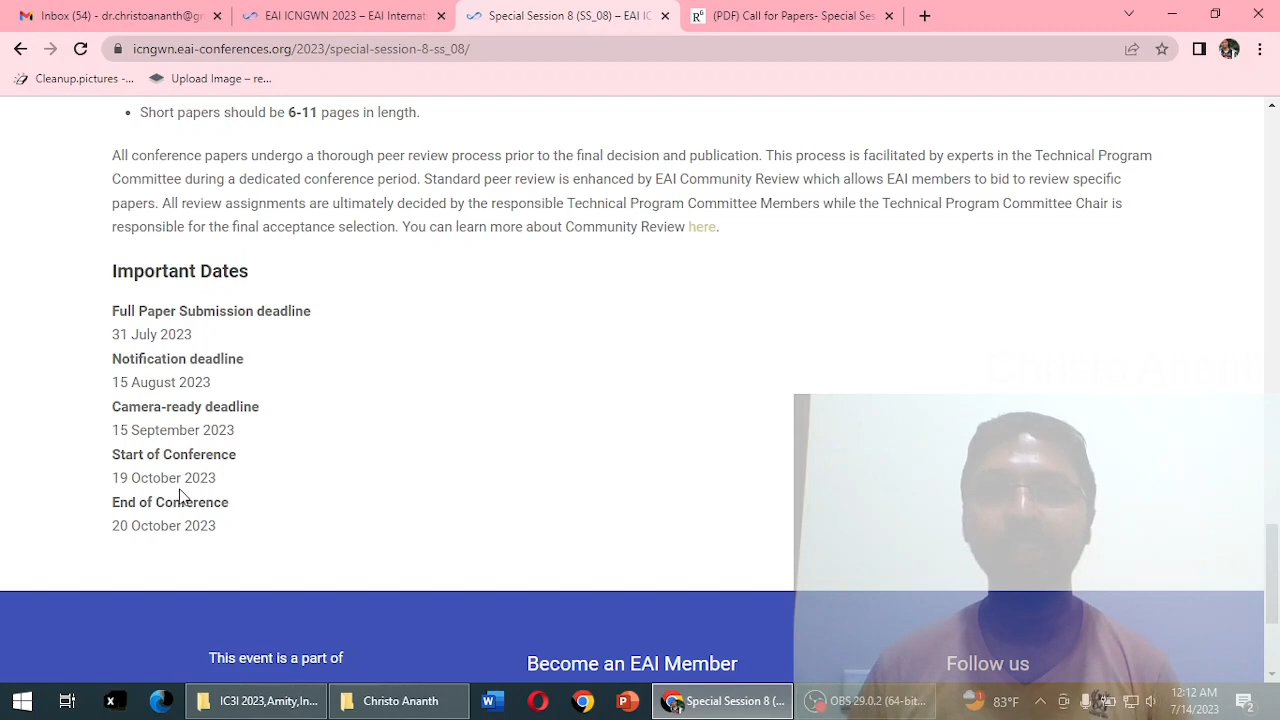 Inbox (54) - dr.christoananth@gr
EAI ICNGWN 2023 – EAI Internat
Special Session 8 (SS_08) – EAI IC
(PDF) Call for Papers- Special Ses
icngwn.eai-conferences.org/2023/special-session-8-ss_08/
Cleanup.pictures -...
Upload Image – re...
• Short papers should be 6-11 pages in length.
All conference papers undergo a thorough peer review process prior to the final decision and publication. This process is facilitated by experts in the Technical Program
Committee during a dedicated conference period. Standard peer review is enhanced by EAI Community Review which allows EAI members to bid to review specific
papers. All review assignments are ultimately decided by the responsible Technical Program Committee Members while the Technical Program Committee Chair is
responsible for the final acceptance selection. You can learn more about Community Review here.
Important Dates
Full Paper Submission deadline
31 July 2023
Notification deadline
15 August 2023
Christo Ananth
Camera-ready deadline
15 September 2023
Start of Conference
19 October 2023
End of Conference
20 October 2023
This event is a part of
Become an EAI Member
Follow us
IC3I 2023,Amity,In...
Christo Ananth
Special Session 8 (...
OBS 29.0.2 (64-bit...
83°F
12:12 AM
7/14/2023
2